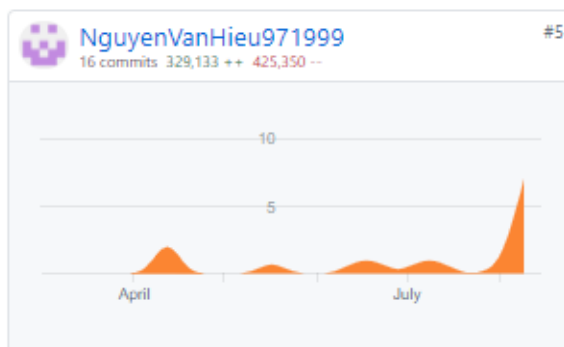 NguyenVanHieu971999 #5
16 commits 329,133 ++ 425,350 --
10
5
April July